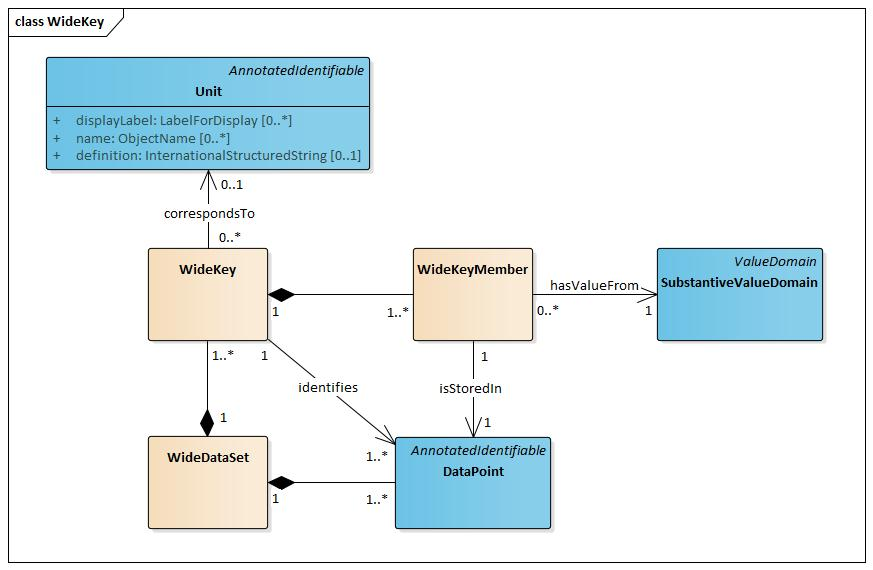 class WideKey
AnnotatedIdentifiable
Unit
+ displayLabel: LabelForDisplay [0..*]
+ name: ObjectName [0..*]
+ definition: InternationalStructuredString [0..1]
0..1
correspondsTo
0..*
WideKey
WideKeyMember
ValueDomain
SubstantiveValueDomain
hasValueFrom
1
1..*
0..*
1
1..*
1
1
identifies
isStoredIn
1
1
1..*
WideDataSet
AnnotatedIdentifiable
DataPoint
1
1..*